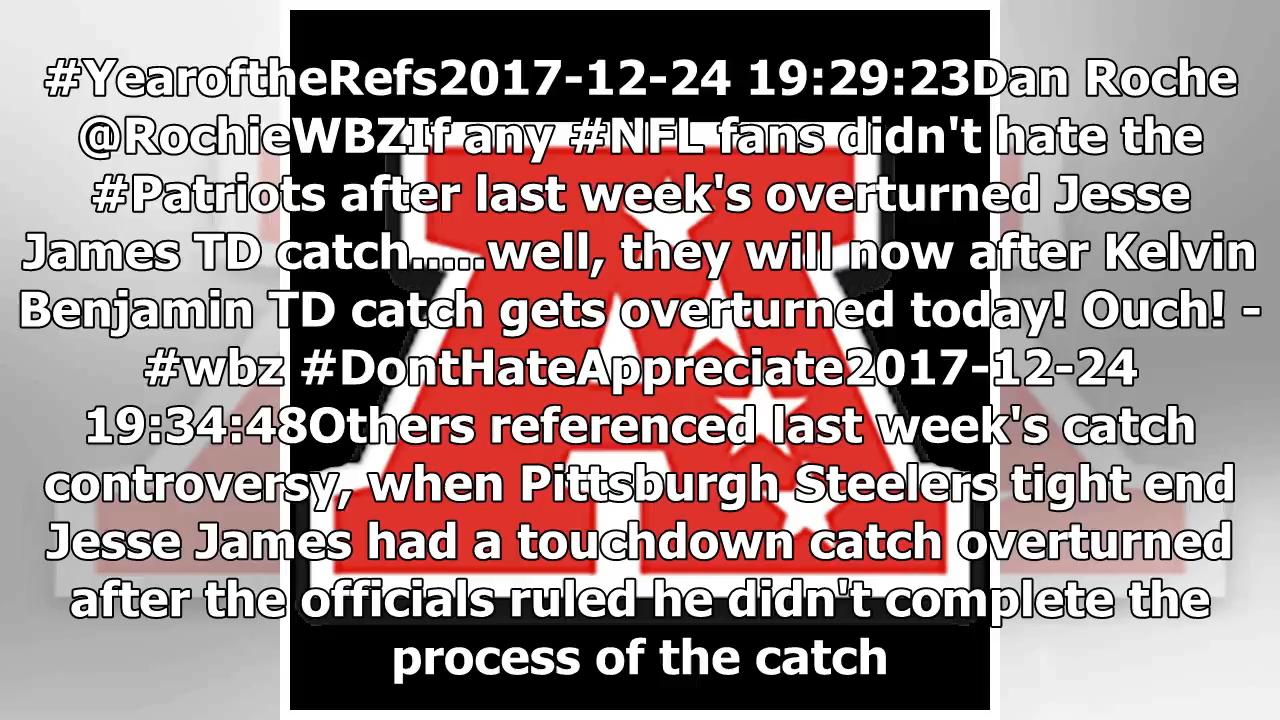 #YearoftheRefs2017-12-24 19:29:23Dan Roche
@RochieWBZIf any #NFL fans didn't hate the
#Patriots after last week's overturned Jesse
James TD catch.....well, they will now after Kelvin
Benjamin TD catch gets overturned today! Ouch! -
#wbz #DontHateAppreciate2017-12-24
19:34:48Others referenced last week's catch
controversy, when Pittsburgh Steelers tight end
Jesse James had a touchdown catch overturned
after the officials ruled he didn't complete the
process of the catch